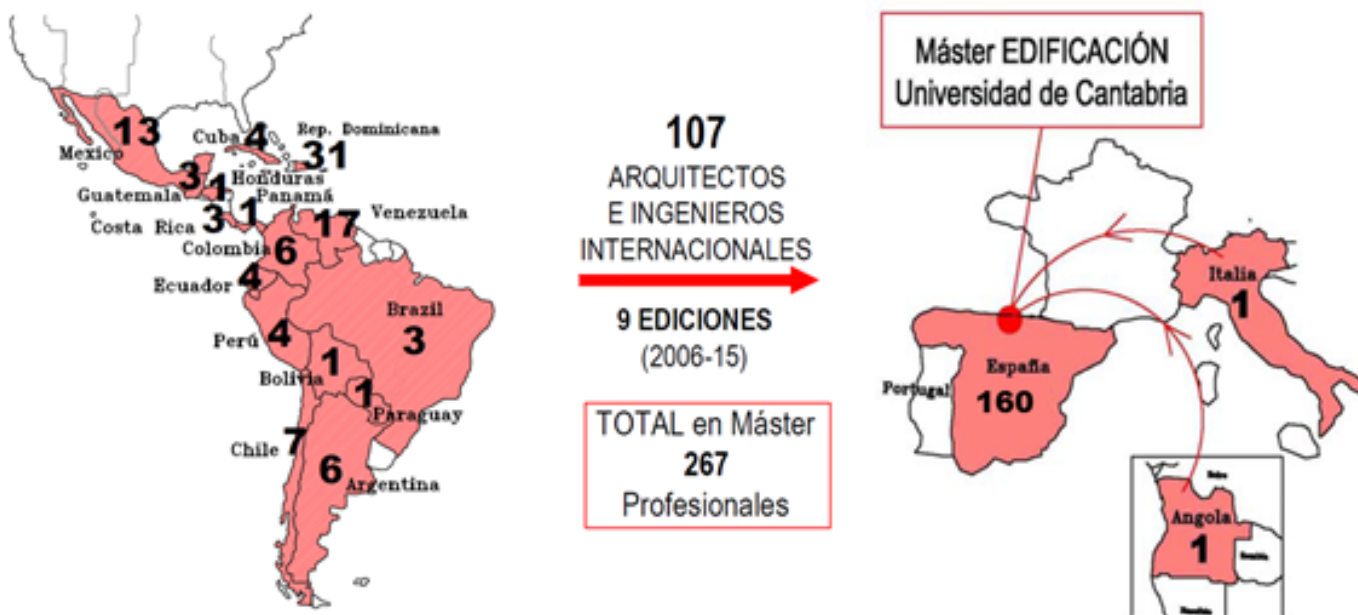 13
Mexico
Cuba
4
Rep. Dominicana
31
3
Guatemala
1
Honduras
3
Costa Rica
1
Panamá
17
Venezuela
Colombia
6
Ecuador
4
Perú
4
Brazil
3
Bolivia
1
1
Paraguay
Chile
7
6
Argentina
107
ARQUITECTOS
E INGENIEROS
INTERNACIONALES
9 EDICIONES
(2006-15)
TOTAL en Máster
267
Profesionales
Máster EDIFICACIÓN
Universidad de Cantabria
Italia
1
España
160
Portugal
Angola
1